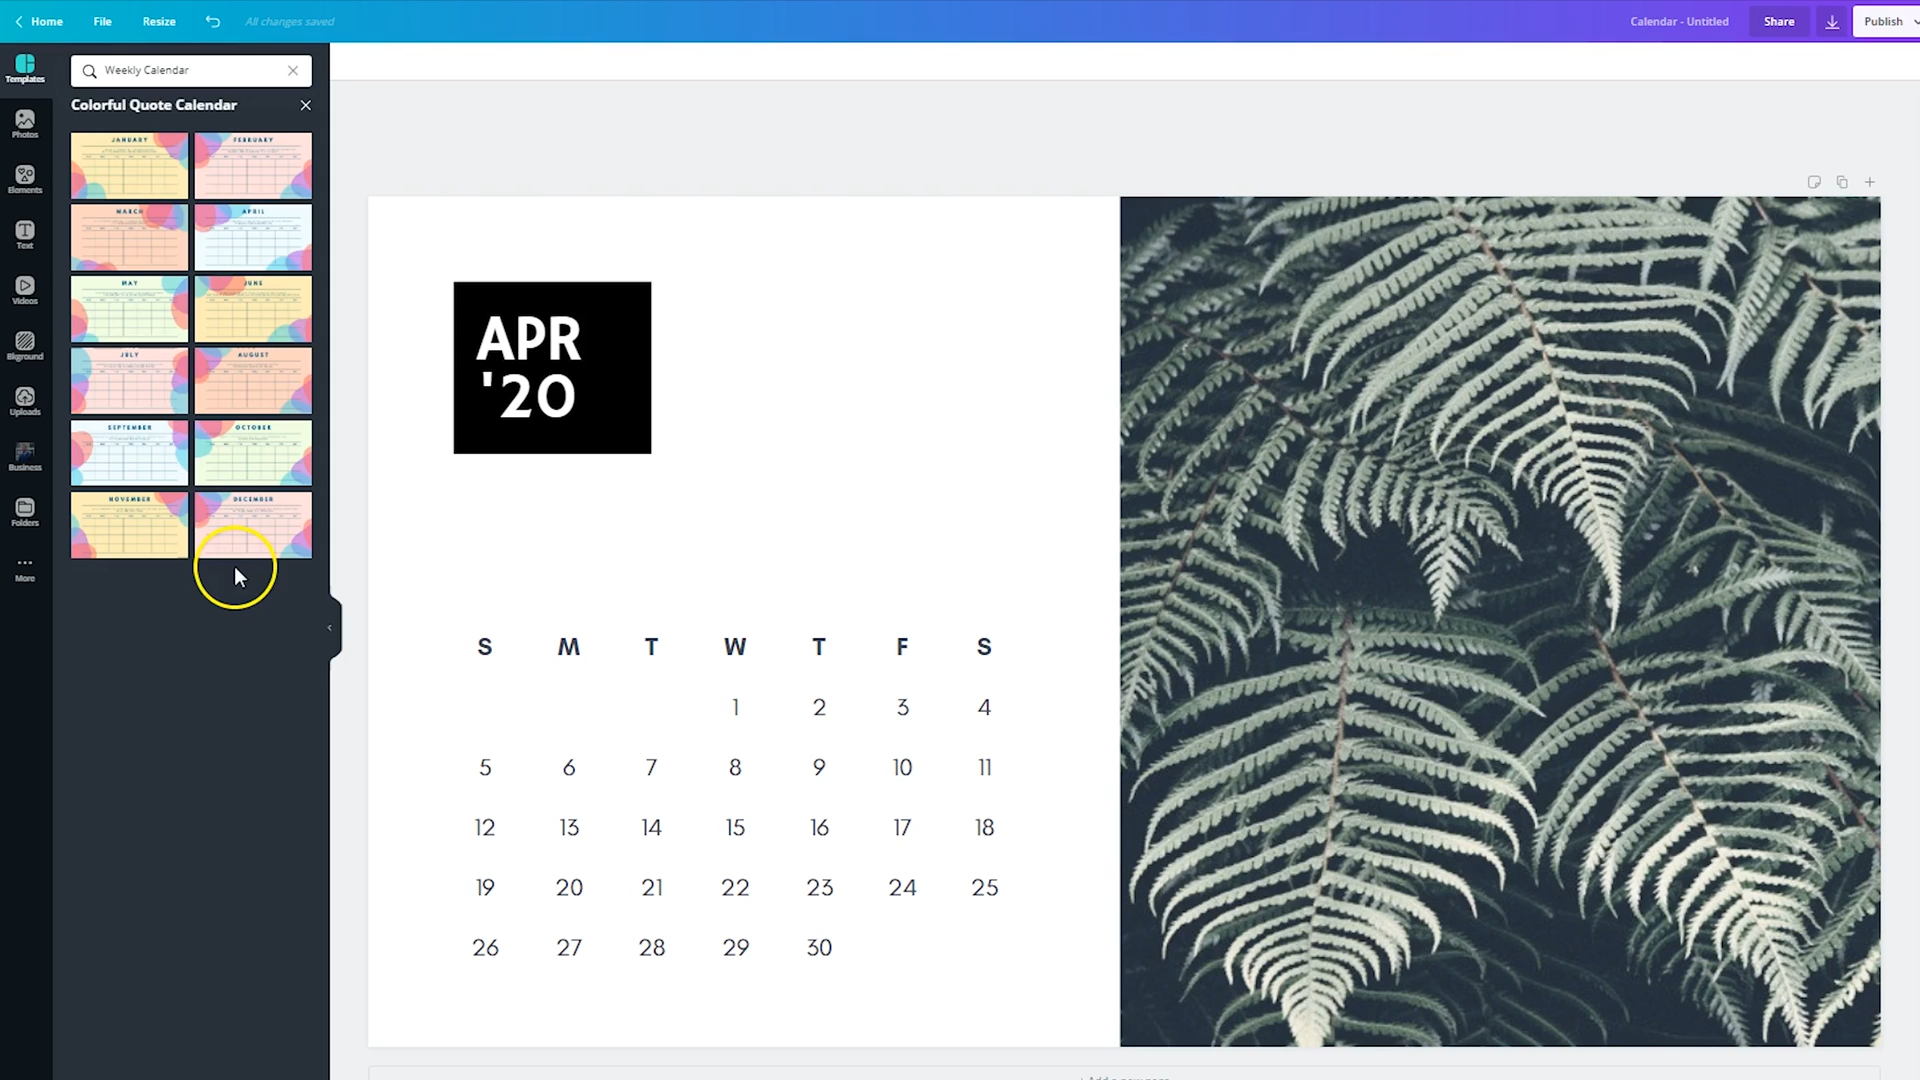 Home File Resize All changes saved Calendar - Untitled Share Publish
Templates
Photos
Elements
Text
Videos
Bkground
Uploads
Business
Folders
More
Weekly Calendar
Colorful Quote Calendar
JANUARY FEBRUARY
MARCH APRIL
MAY JUNE
JULY AUGUST
SEPTEMBER OCTOBER
NOVEMBER DECEMBER
APR
'20
S M T W T F S
1 2 3 4
5 6 7 8 9 10 11
12 13 14 15 16 17 18
19 20 21 22 23 24 25
26 27 28 29 30
+ Add a new page